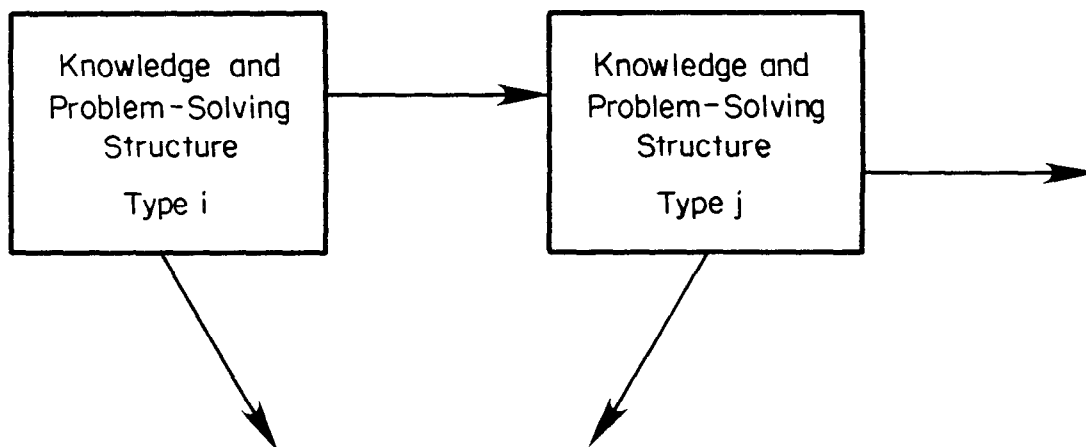 Knowledge and
Problem-Solving
Structure
Type i
Knowledge and
Problem-Solving
Structure
Type j